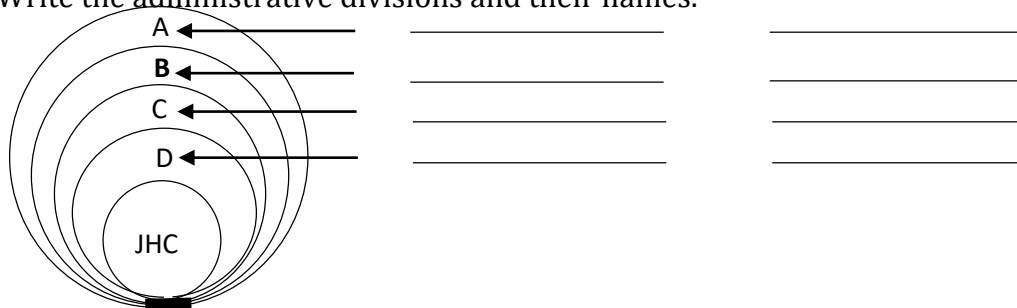 Write the administrative divisions and their names.
A
B
C
D
JHC